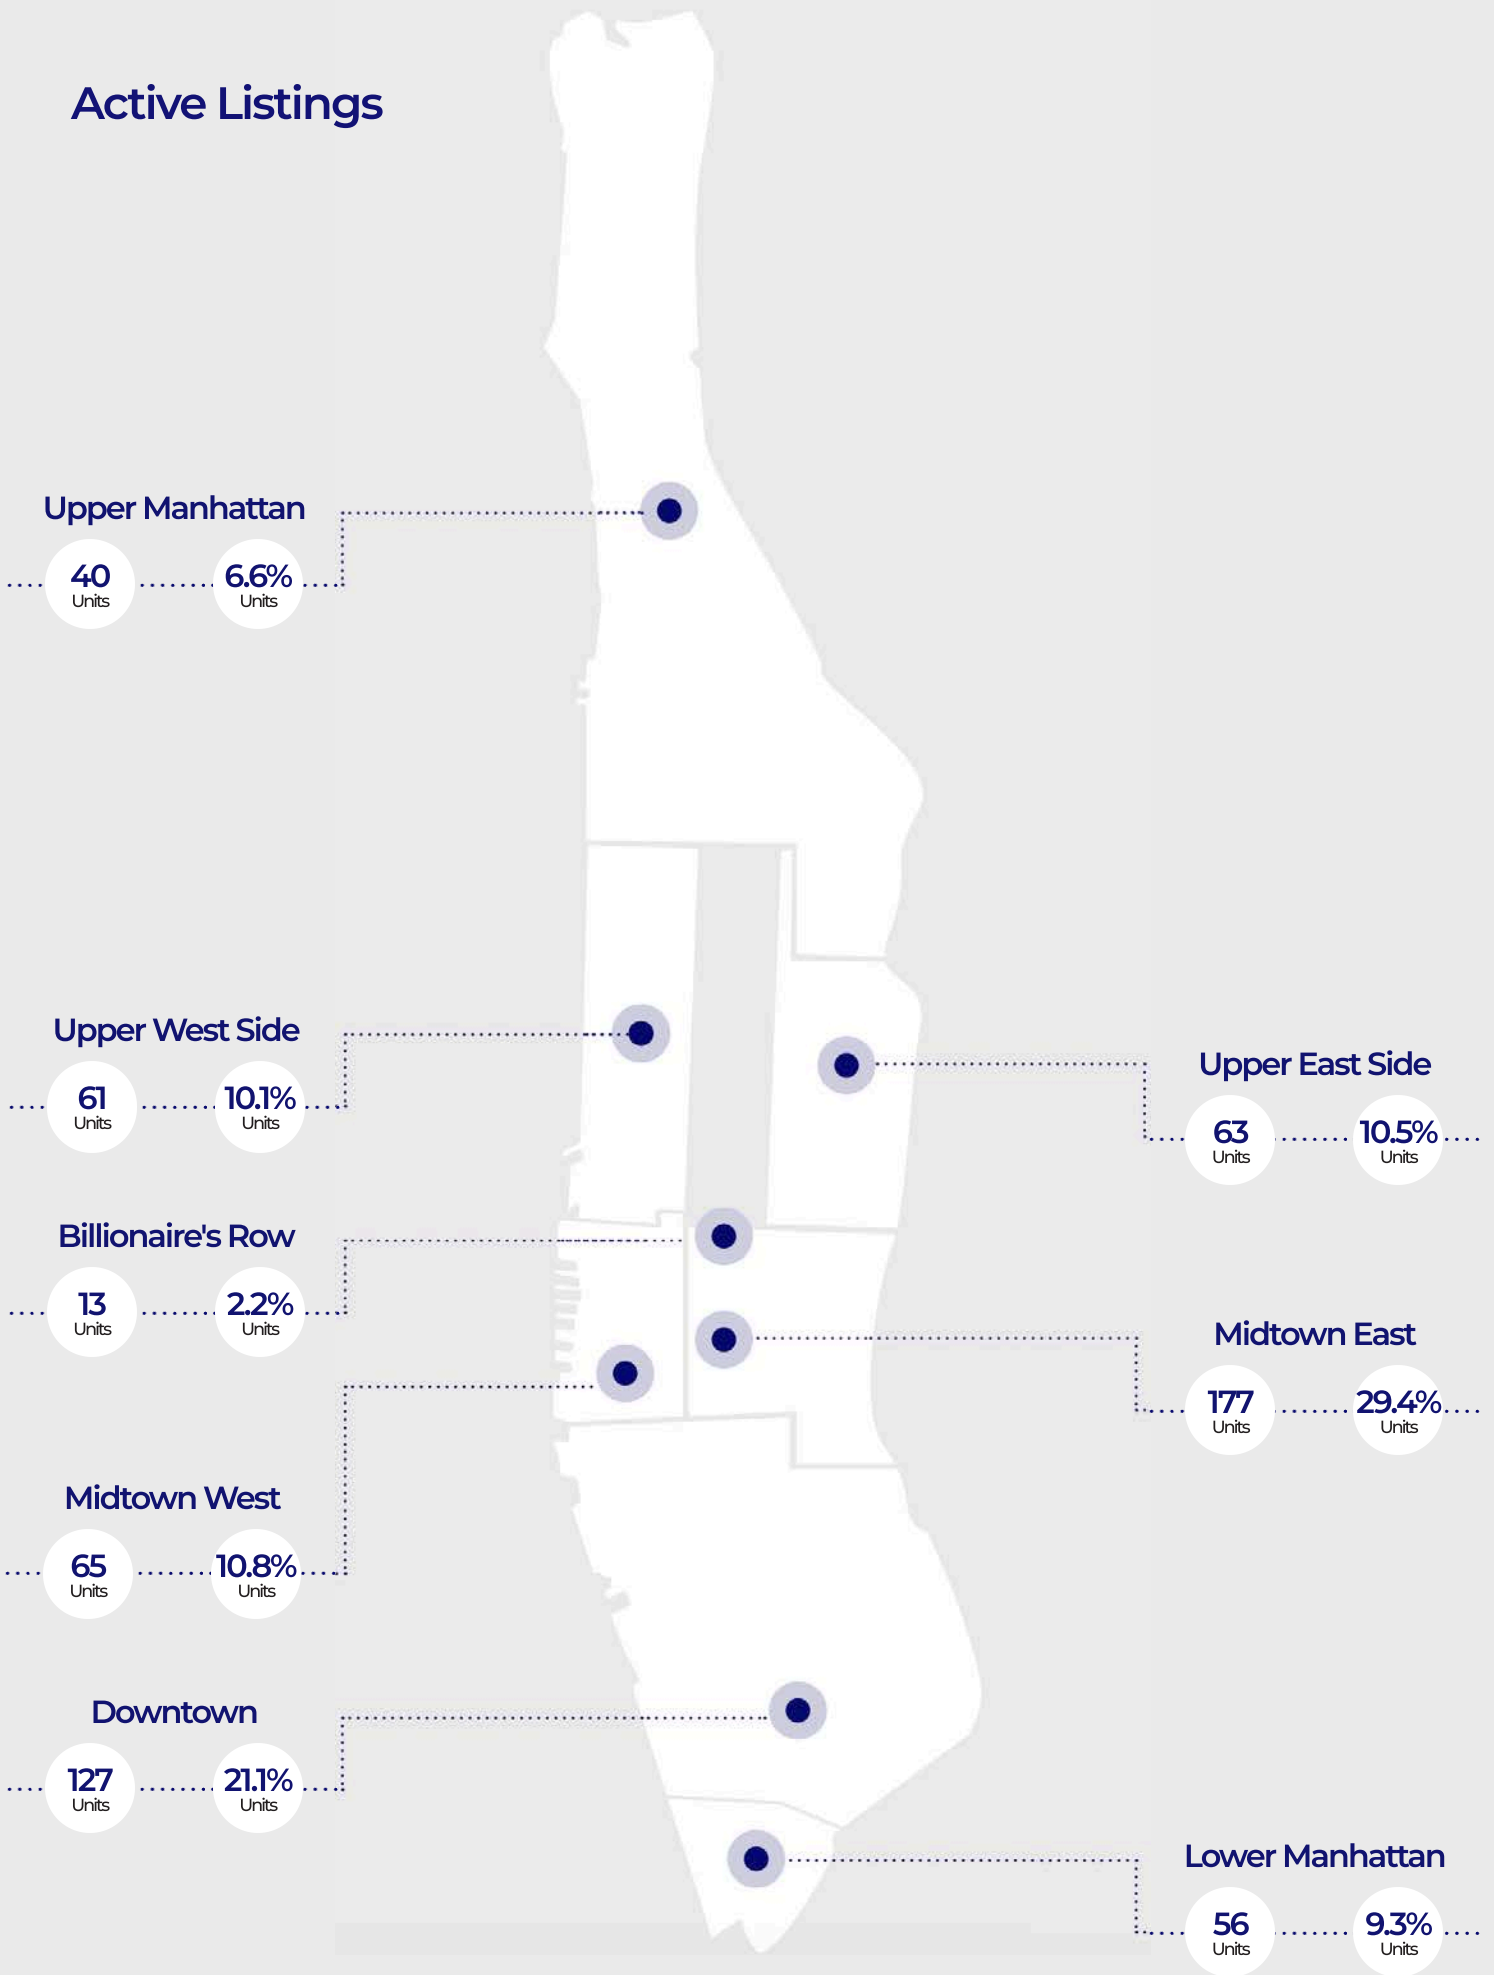 Active Listings
Upper Manhattan
40 6.6%
Units Units
Upper West Side
61 10.1%
Units Units
Upper East Side
63 10.5%
Units Units
Billionaire's Row
13 2.2%
Units Units
Midtown East
177 29.4%
Units Units
Midtown West
65 10.8%
Units Units
Downtown
127 21.1%
Units Units
Lower Manhattan
56 9.3%
Units Units